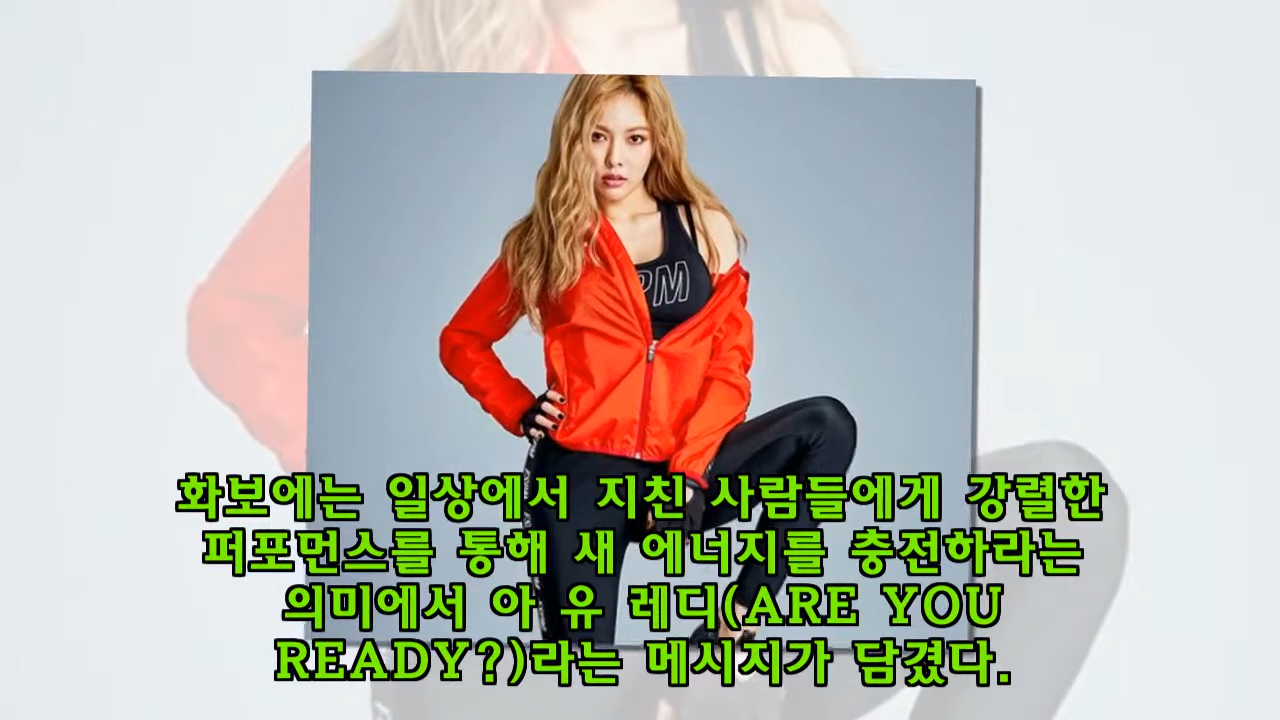 PM
화보에는 일상에서 지친 사람들에게 강렬한
퍼포먼스를 통해 새 에너지를 충전하라는
의미에서 아 유 레디(ARE YOU
READY?)라는 메시지가 담겼다.